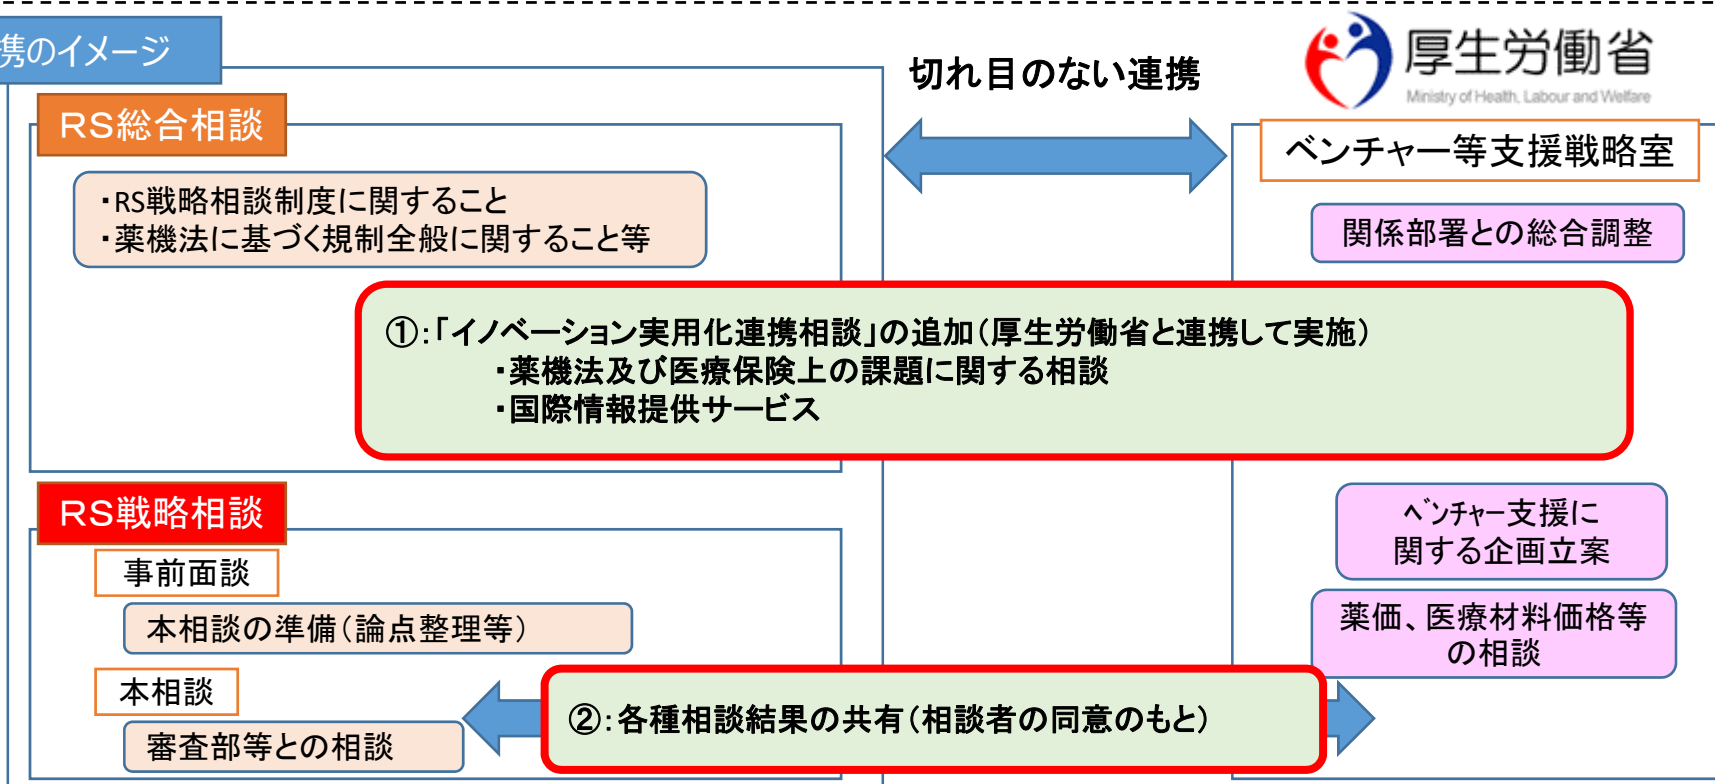 携のイメージ
切れ目のない連携
厚生労働省
Ministry of Health, Labour and Welfare
RS総合相談
・RS戦略相談制度に関すること
・薬機法に基づく規制全般に関すること等
ベンチャー等支援戦略室
関係部署との総合調整
①:「イノベーション実用化連携相談」の追加(厚生労働省と連携して実施)
・薬機法及び医療保険上の課題に関する相談
・国際情報提供サービス
RS戦略相談
事前面談
本相談の準備(論点整理等)
本相談
審査部等との相談
ベンチャー支援に
関する企画立案
薬価、医療材料価格等
の相談
②:各種相談結果の共有(相談者の同意のもと)